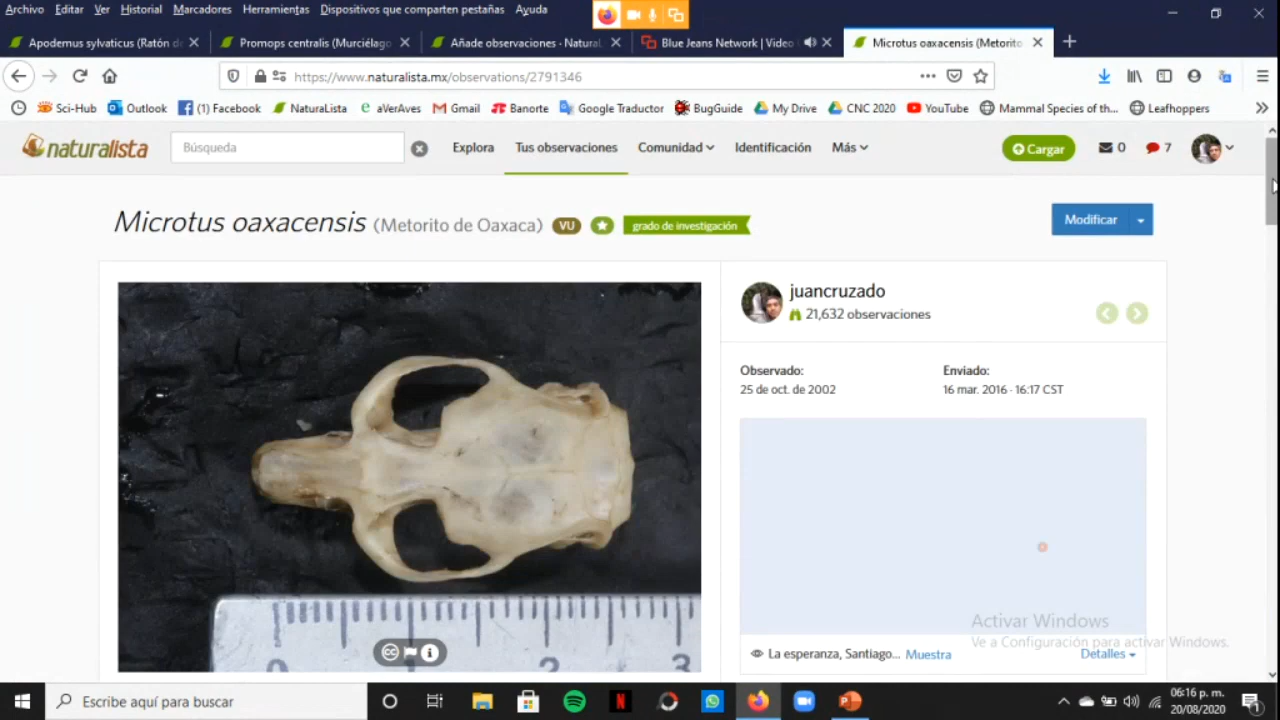 Archivo Editar Ver Historial Marcadores Herramientas Dispositivos que comparten pestañas Ayuda
Apodemus sylvaticus (Ratón d
Promops centralis (Murciélago
Añade observaciones · Natural
Blue Jeans Network | Video
Microtus oaxacensis (Metorito
https://www.naturalista.mx/observations/2791346
Sci-Hub Outlook (1) Facebook NaturaLista aVerAves Gmail Banorte Google Traductor BugGuide My Drive CNC 2020 YouTube Mammal Species of th... Leafhoppers
naturalista Búsqueda Explora Tus observaciones Comunidad Identificación Más Cargar 0 7
Microtus oaxacensis (Metorito de Oaxaca) VU grado de investigación Modificar
juancruzado
21,632 observaciones
Observado: Enviado:
25 de oct. de 2002 16 mar. 2016 · 16:17 CST
0 2 3
Activar Windows
Ve a Configuración para activar Windows.
La esperanza, Santiago... Muestra Detalles
Escribe aquí para buscar
06:16 p. m.
20/08/2020